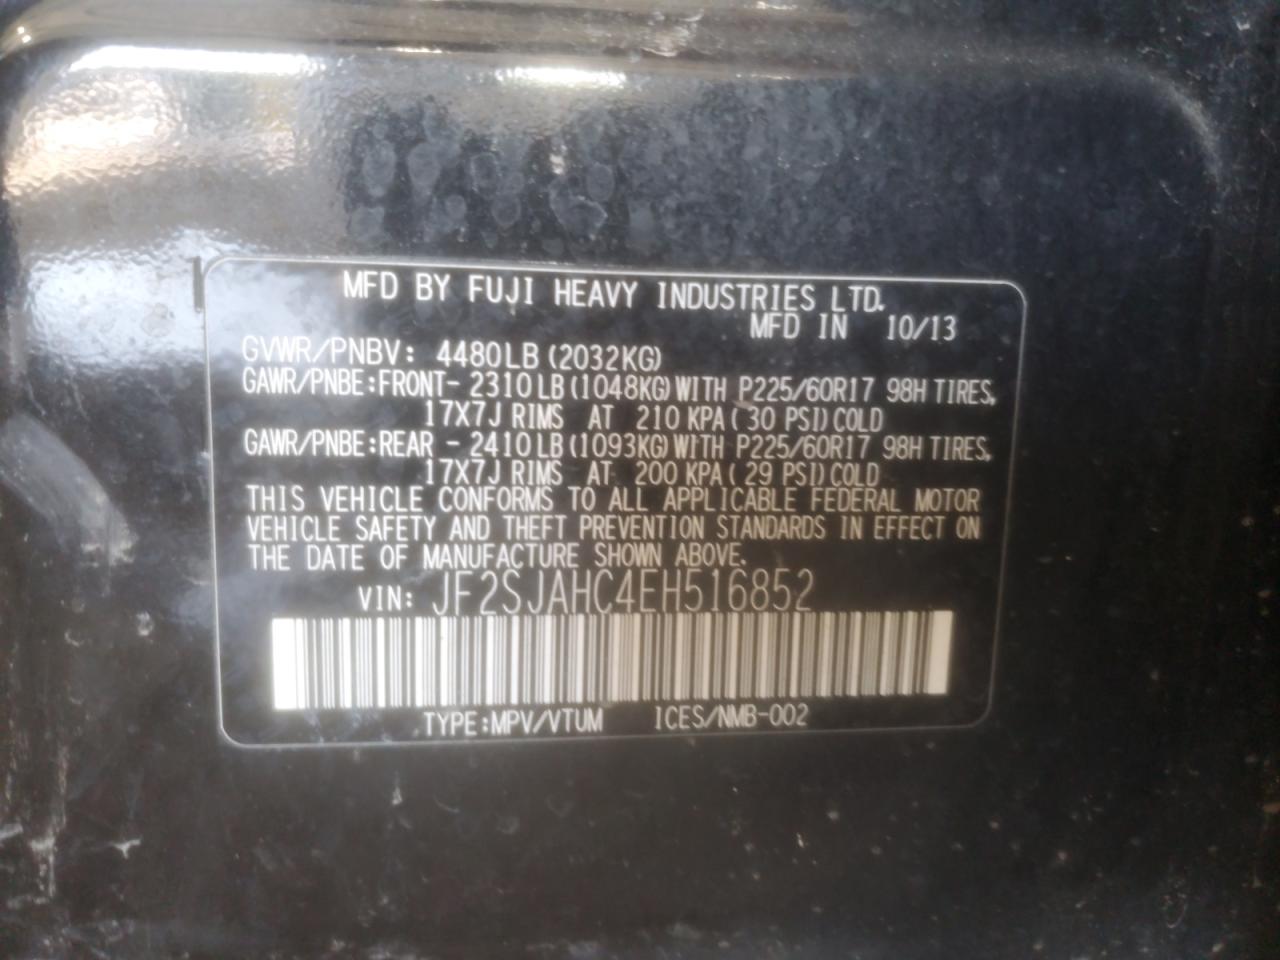 MFD BY FUJI HEAVY INDUSTRIES LTD.
MFD IN 10/13
GVWR/PNBV: 4480LB (2032KG)
GAWR/PNBE:FRONT- 2310LB (1048KG) WITH P225/60R17 98H TIRES,
17X7J RIMS AT 210 KPA ( 30 PSI) COLD
GAWR/PNBE:REAR - 2410LB (1093KG) WITH P225/60R17 98H TIRES,
17X7J RIMS AT 200 KPA ( 29 PSI) COLD
THIS VEHICLE CONFORMS TO ALL APPLICABLE FEDERAL MOTOR
VEHICLE SAFETY AND THEFT PREVENTION STANDARDS IN EFFECT ON
THE DATE OF MANUFACTURE SHOWN ABOVE.
VIN: JF2SJAHC4EH516852
TYPE:MPV/VTUM ICES/NMB-002